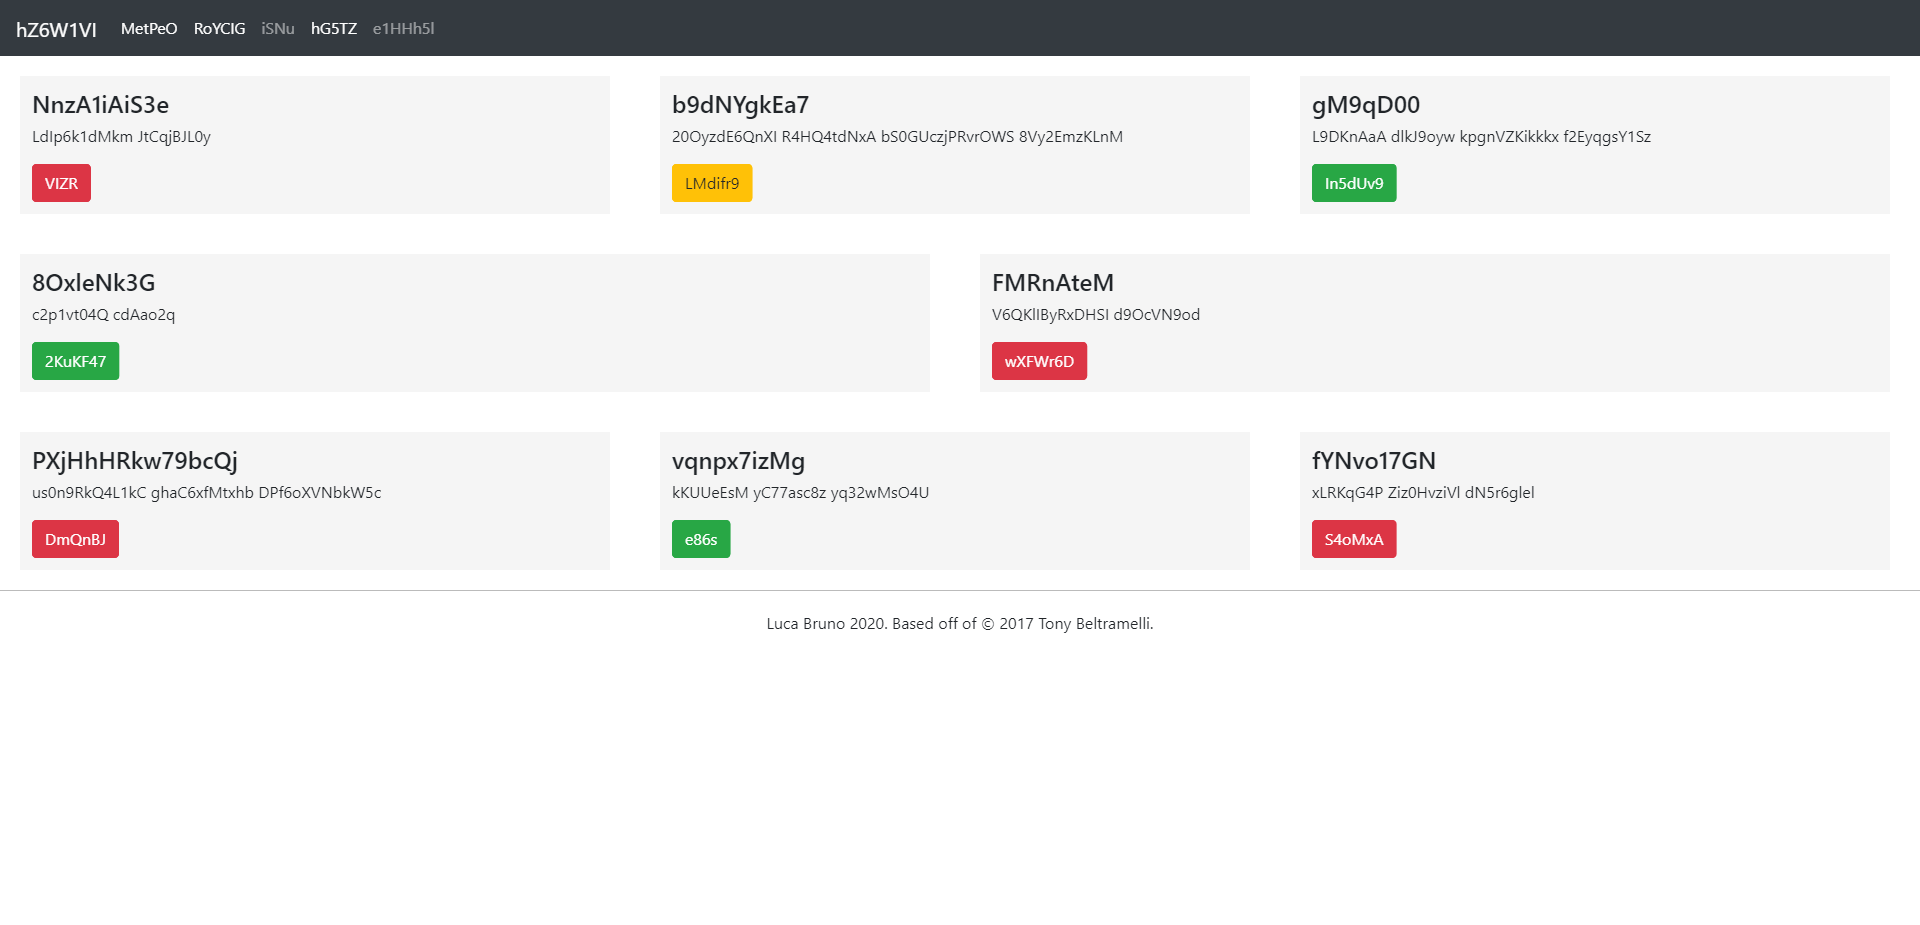 hZ6W1VI MetPeO RoYCIG iSNu hG5TZ e1HHh5l
NnzA1iAiS3e
LdIp6k1dMkm JtCqjBJL0y
VIZR
b9dNYgkEa7
20OyzdE6QnXI R4HQ4tdNxA bS0GUczjPRvrOWS 8Vy2EmzKLnM
LMdifr9
gM9qD00
L9DKnAaA dlkJ9oyw kpgnVZKikkkx f2EyqgsY1Sz
In5dUv9
8OxleNk3G
c2p1vt04Q cdAao2q
2KuKF47
FMRnAteM
V6QKlIByRxDHSI d9OcVN9od
wXFWr6D
PXjHhHRkw79bcQj
us0n9RkQ4L1kC ghaC6xfMtxhb DPf6oXVNbkW5c
DmQnBJ
vqnpx7izMg
kKUUeEsM yC77asc8z yq32wMsO4U
e86s
fYNvo17GN
xLRKqG4P Ziz0HvziVl dN5r6glel
S4oMxA
Luca Bruno 2020. Based off of © 2017 Tony Beltramelli.